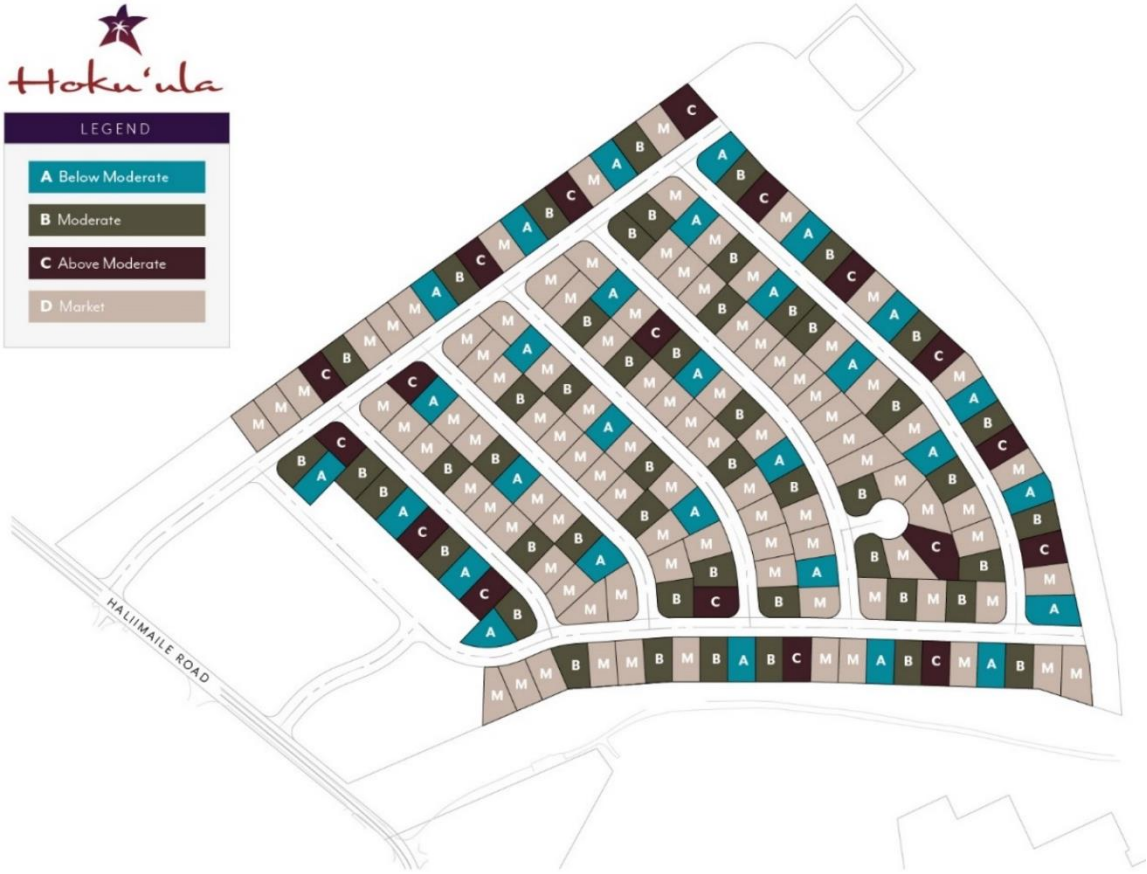 Hoku'ula
LEGEND
A Below Moderate
B Moderate
C Above Moderate
D Market
M M M C B M M M A B C M A B C M A B M C
A B C M A B C M A B C M A B C M A B C M A
M A M B M A B B M A M B M A B M M B
B B M M M B M M M M M M M M M B M C M B
M B M B M
M A M C B A M B M A B M M A M
M M B M B M M M M B M M M M B
M A M B M A M B M A M B C
M M M B M M M M M B M M B
C A M M B A M M B A M
M M M B M M M B M M M
B C A B B A C B A C B A
M M M B M M B M B A B C M M A B C M A B M M
HALIIMAILE ROAD